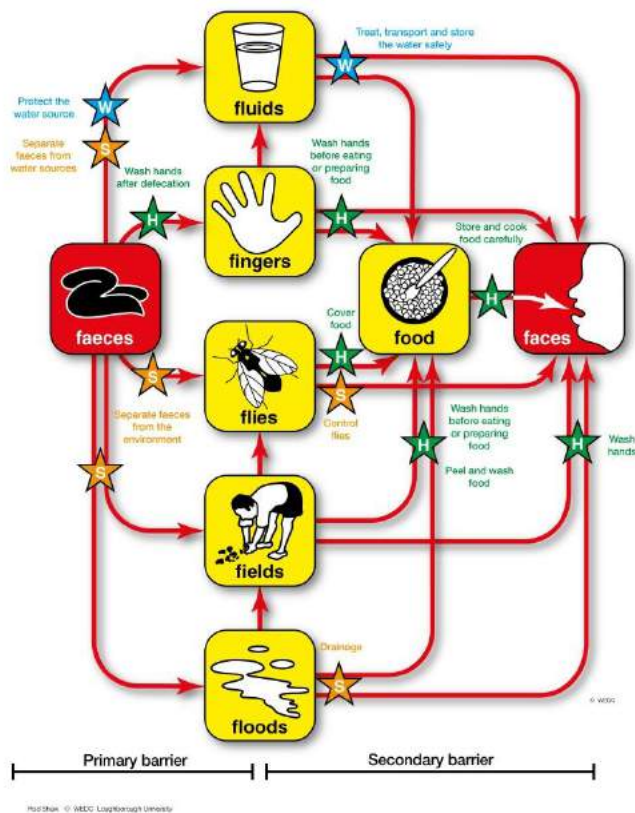 Treat, transport and store
the water safely
W
fluids
Protect the
water source
W
Separate
faeces from
water sources
S
Wash hands
after defecation
H
Wash hands
before eating
or preparing
food
H
fingers
Store and cook
food carefully
H
faeces
food
faces
Cover
food
H
S
flies
S
Control
flies
Separate faeces
from the
environment
S
Wash hands
before eating
or preparing
food
H
Peel and wash
food
H
Wash
hands
fields
Drainage
S
floods
© WEDC
Primary barrier
Secondary barrier
Rod Shaw © WEDC Loughborough University